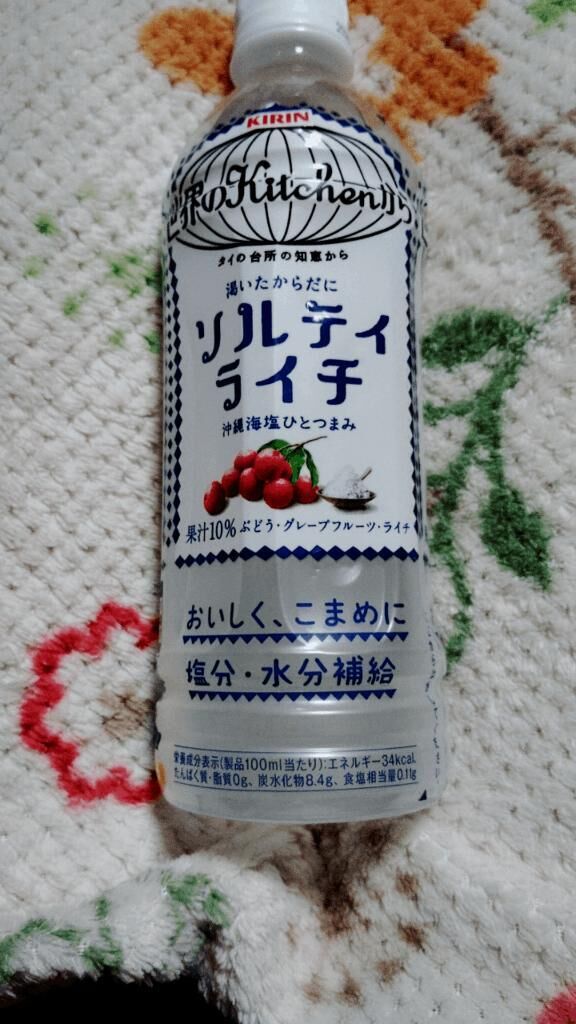 KIRIN
世界のKitchenから
タイの台所の知恵から
渇いたからだに
ソルティ
ライチ
沖縄海塩ひとつまみ
果汁10% ぶどう・グレープフルーツ・ライチ
おいしく、こまめに
塩分・水分補給
栄養成分表示(製品100ml当たり):エネルギー34kcal、
たんぱく質・脂質0g、炭水化物8.4g、食塩相当量0.11g